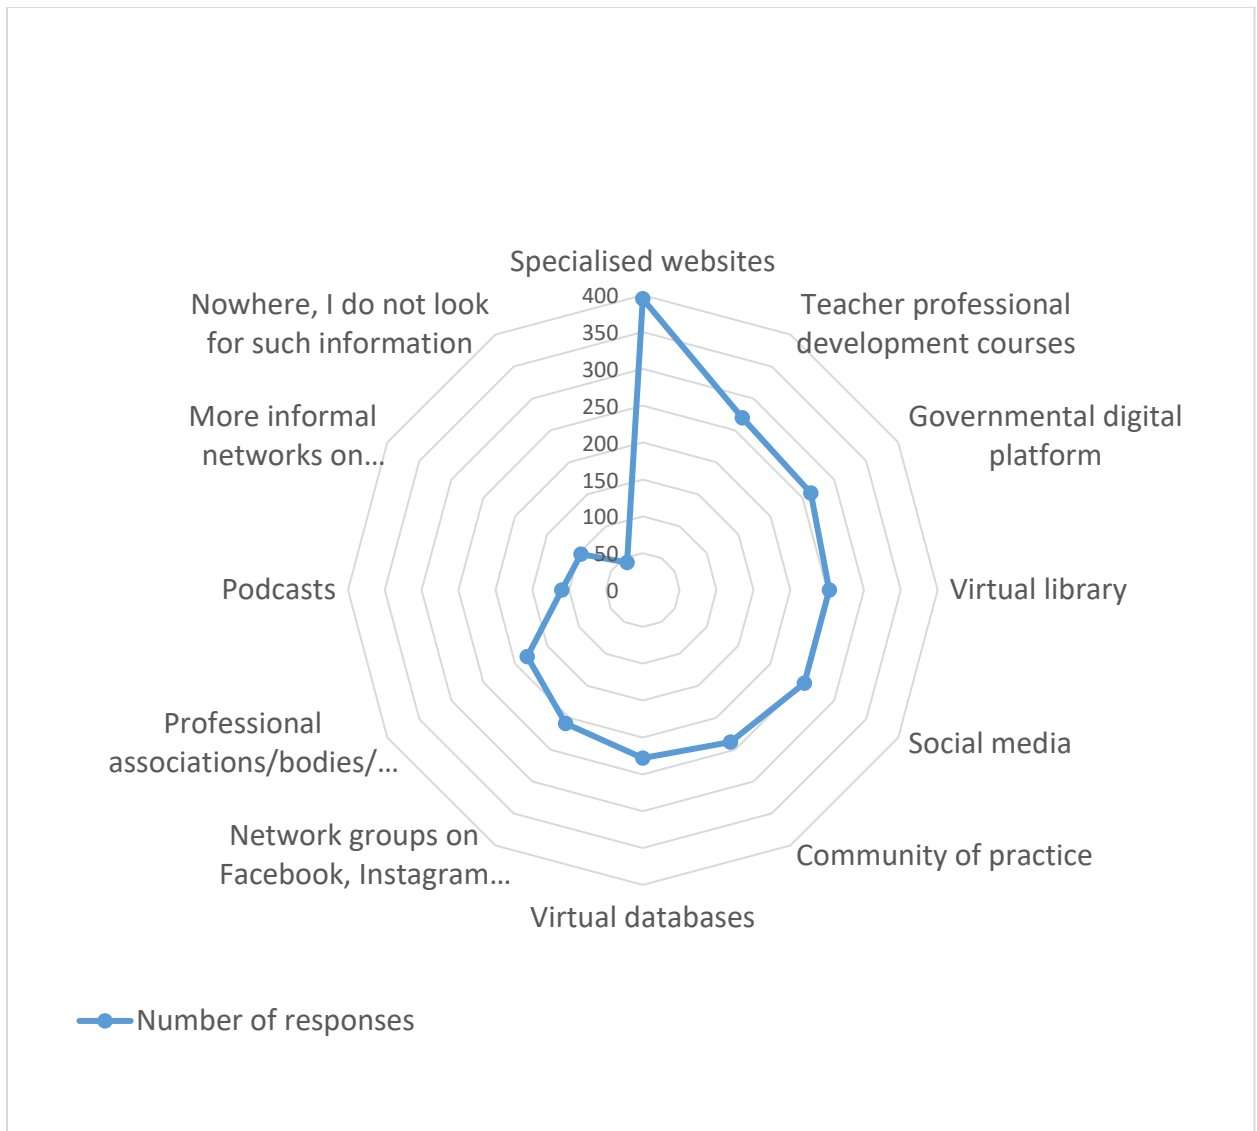 Specialised websites
Teacher professional
development courses
Governmental digital
platform
Virtual library
Social media
Community of practice
Virtual databases
Network groups on
Facebook, Instagram...
Professional
associations/bodies/...
Podcasts
More informal
networks on...
Nowhere, I do not look
for such information
400
350
300
250
200
150
100
50
0
Number of responses